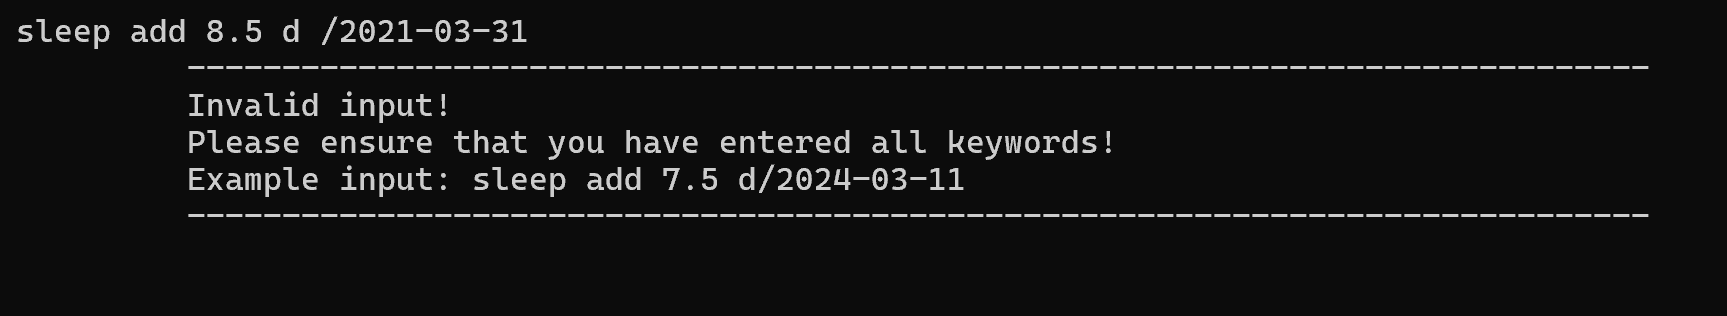 sleep add 8.5 d /2021-03-31
-----------------------------------------------------------------------------
Invalid input!
Please ensure that you have entered all keywords!
Example input: sleep add 7.5 d/2024-03-11
-----------------------------------------------------------------------------